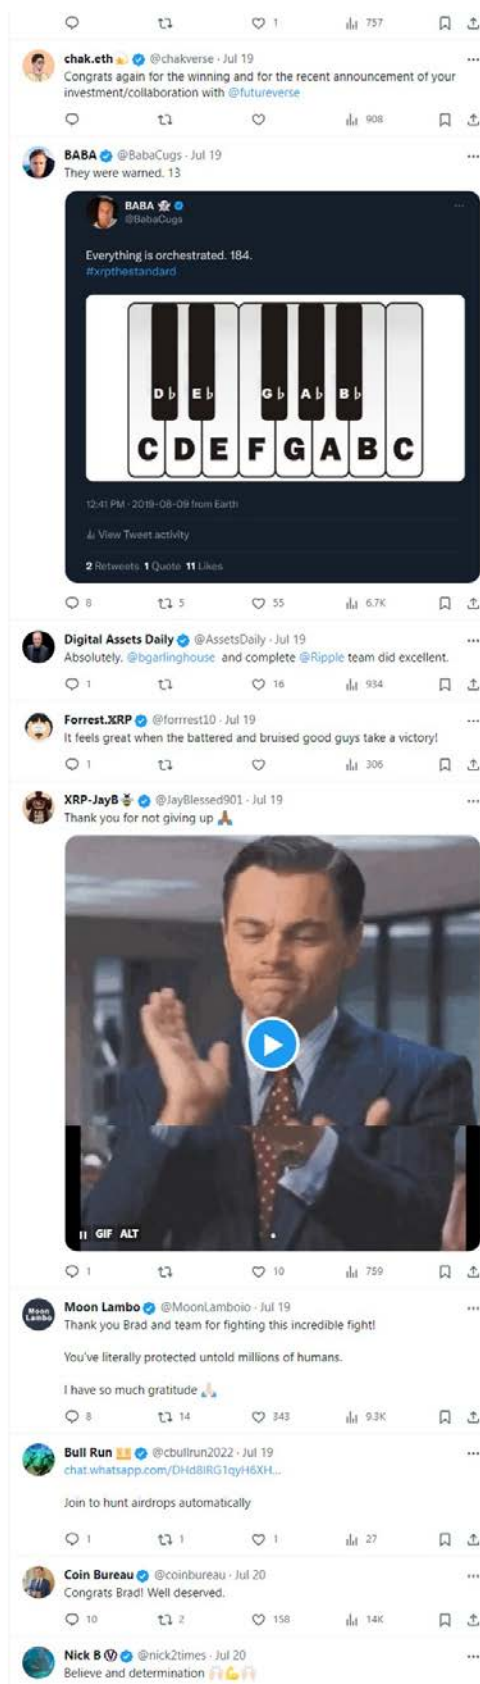 1 757
chak.eth @chakverse · Jul 19
Congrats again for the winning and for the recent announcement of your
investment/collaboration with @futureverse
908
BABA @BabaCugs · Jul 19
They were warned. 13
BABA
@BabaCugs
Everything is orchestrated. 184.
#xrpthestandard
D♭ E♭ G♭ A♭ B♭
C D E F G A B C
12:41 PM · 2019-08-09 from Earth
View Tweet activity
2 Retweets 1 Quote 11 Likes
8 5 55 6.7K
Digital Assets Daily @AssetsDaily · Jul 19
Absolutely. @bgarlinghouse and complete @Ripple team did excellent.
1 16 934
Forrest.XRP @forrrest10 · Jul 19
It feels great when the battered and bruised good guys take a victory!
1 306
XRP-JayB @JayBlessed901 · Jul 19
Thank you for not giving up 🙏🏾
GIF ALT
1 10 759
Moon Lambo
Moon Lambo @MoonLamboio · Jul 19
Thank you Brad and team for fighting this incredible fight!
You've literally protected untold millions of humans.
I have so much gratitude 🙏🏻
8 14 343 9.3K
Bull Run @cbullrun2022 · Jul 19
chat.whatsapp.com/DHd8IRG1qyH6XH...
Join to hunt airdrops automatically
1 1 1 27
Coin Bureau @coinbureau · Jul 20
Congrats Brad! Well deserved.
10 2 158 14K
Nick B Ⓥ @nick2times · Jul 20
Believe and determination 🙌🏻💪🙌🏻